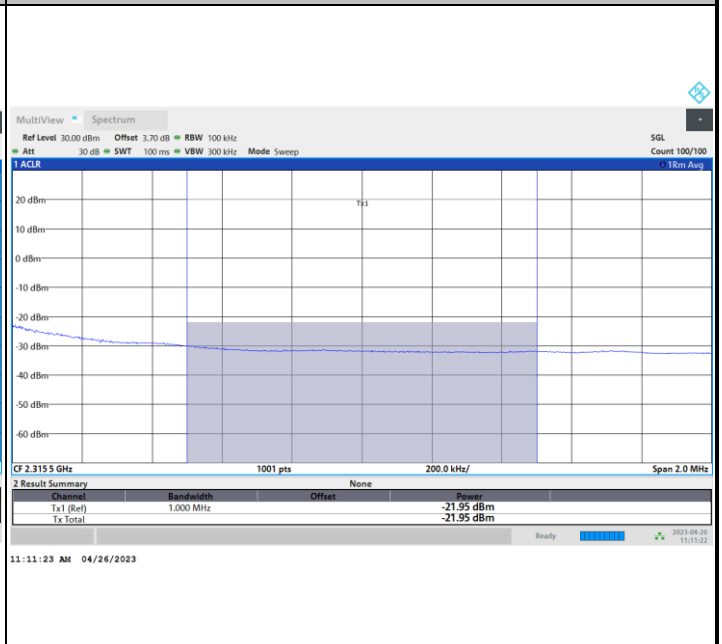 MultiView Spectrum
Ref Level 30.00 dBm Offset 3.70 dB RBW 100 kHz SGL
Att 30 dB SWT 100 ms VBW 300 kHz Mode Sweep Count 100/100
1 ACLR 1Rm Avg
Tx1
20 dBm
10 dBm
0 dBm
-10 dBm
-20 dBm
-30 dBm
-40 dBm
-50 dBm
-60 dBm
CF 2.315 5 GHz 1001 pts 200.0 kHz/ Span 2.0 MHz
2 Result Summary None
Channel Bandwidth Offset Power
Tx1 (Ref) 1.000 MHz -21.95 dBm
Tx Total -21.95 dBm
Ready 2023-04-26
11:11:22
11:11:23 AM 04/26/2023